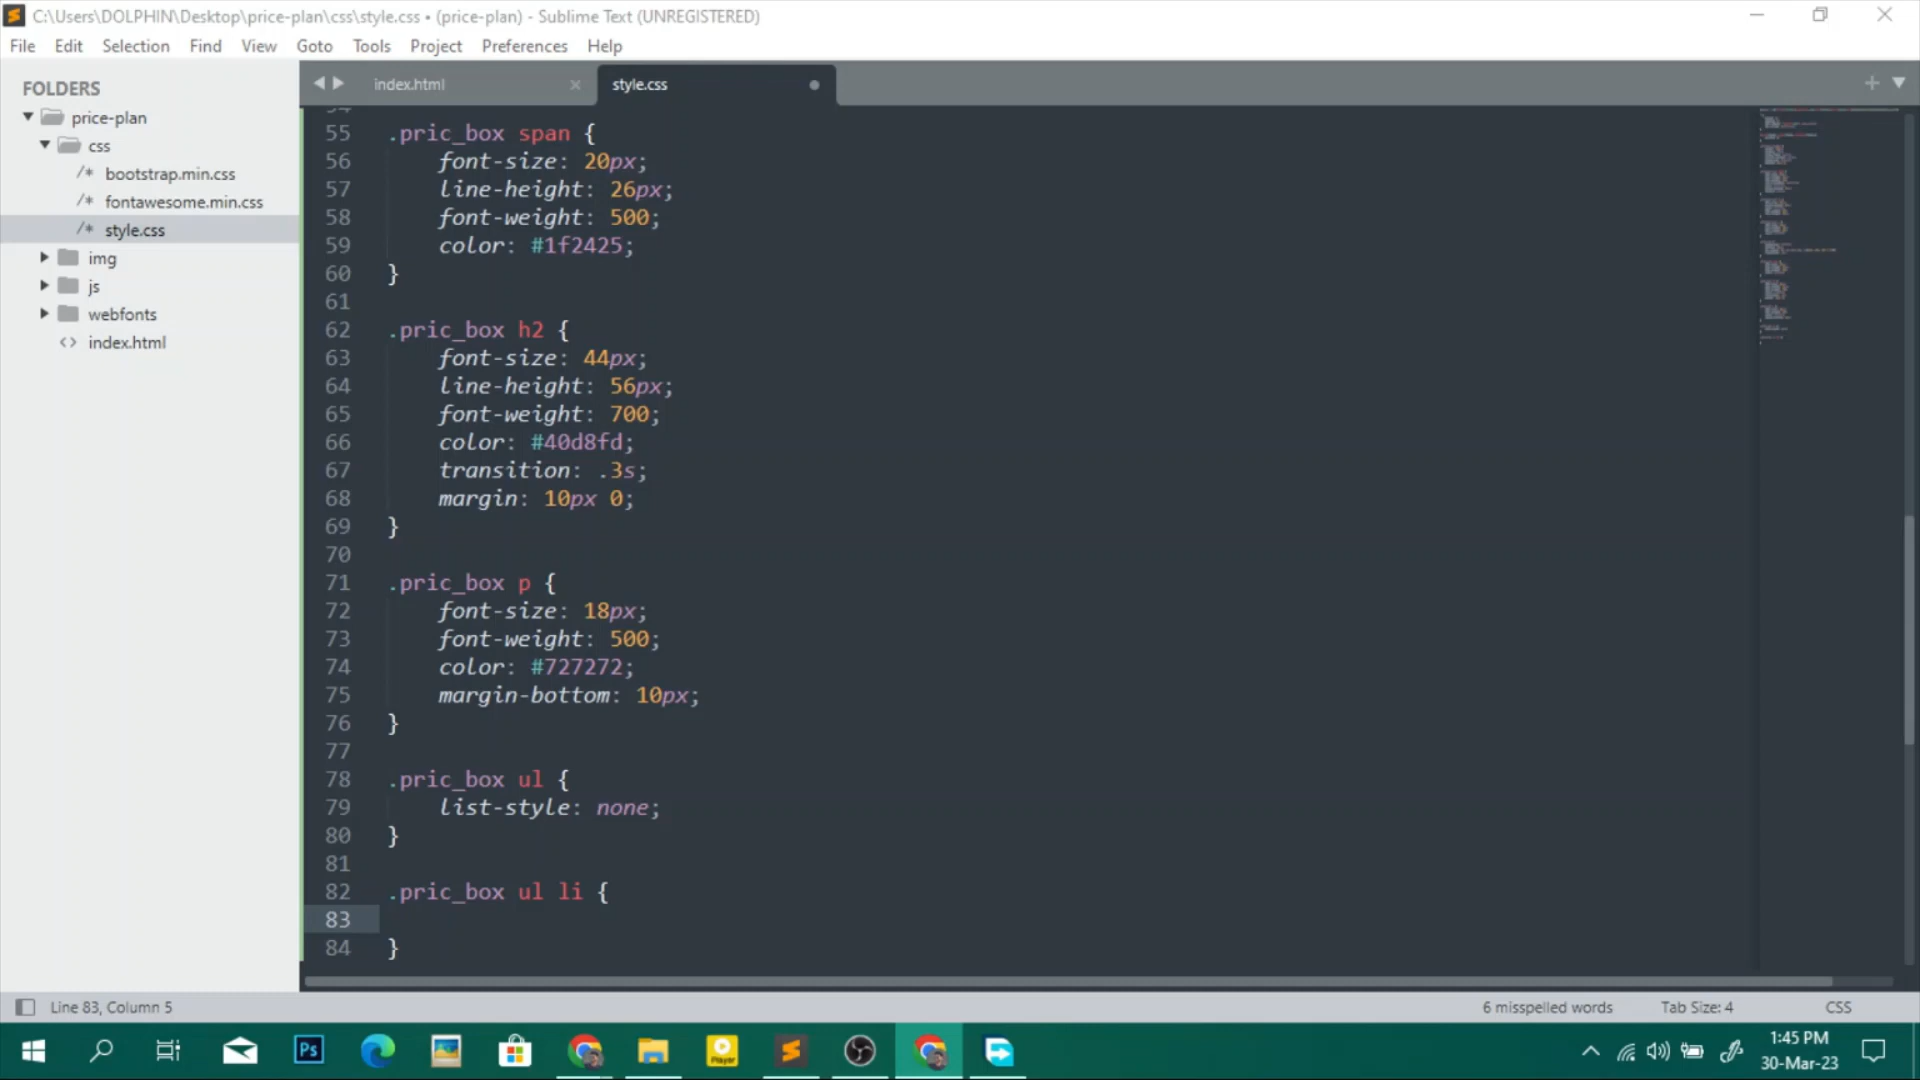 C:\Users\DOLPHIN\Desktop\price-plan\css\style.css • (price-plan) - Sublime Text (UNREGISTERED)
File Edit Selection Find View Goto Tools Project Preferences Help
FOLDERS
price-plan
css
/* bootstrap.min.css
/* fontawesome.min.css
/* style.css
img
js
webfonts
<> index.html
index.html
style.css
55 .pric_box span {
56 font-size: 20px;
57 line-height: 26px;
58 font-weight: 500;
59 color: #1f2425;
60 }
61
62 .pric_box h2 {
63 font-size: 44px;
64 line-height: 56px;
65 font-weight: 700;
66 color: #40d8fd;
67 transition: .3s;
68 margin: 10px 0;
69 }
70
71 .pric_box p {
72 font-size: 18px;
73 font-weight: 500;
74 color: #727272;
75 margin-bottom: 10px;
76 }
77
78 .pric_box ul {
79 list-style: none;
80 }
81
82 .pric_box ul li {
83
84 }
Line 83, Column 5
6 misspelled words
Tab Size: 4
CSS
Ps
Player
1:45 PM
30-Mar-23